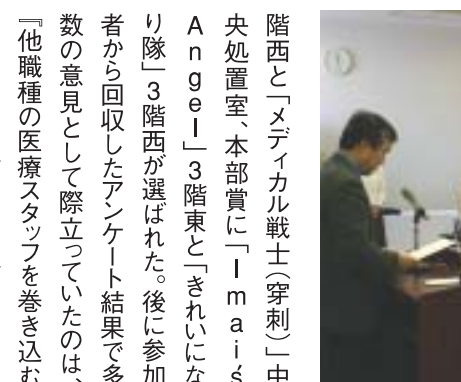 階西と「メディカル戦士（穿刺）」中
央処置室、本部賞に「Ｉｍａｉ’ｓ
Ａｎｇｅｌ」３階東と「きれいにな
り隊」３階西が選ばれた。後に参加
者から回収したアンケート結果で多
数の意見として際立っていたのは、
『他職種の医療スタッフを巻き込む